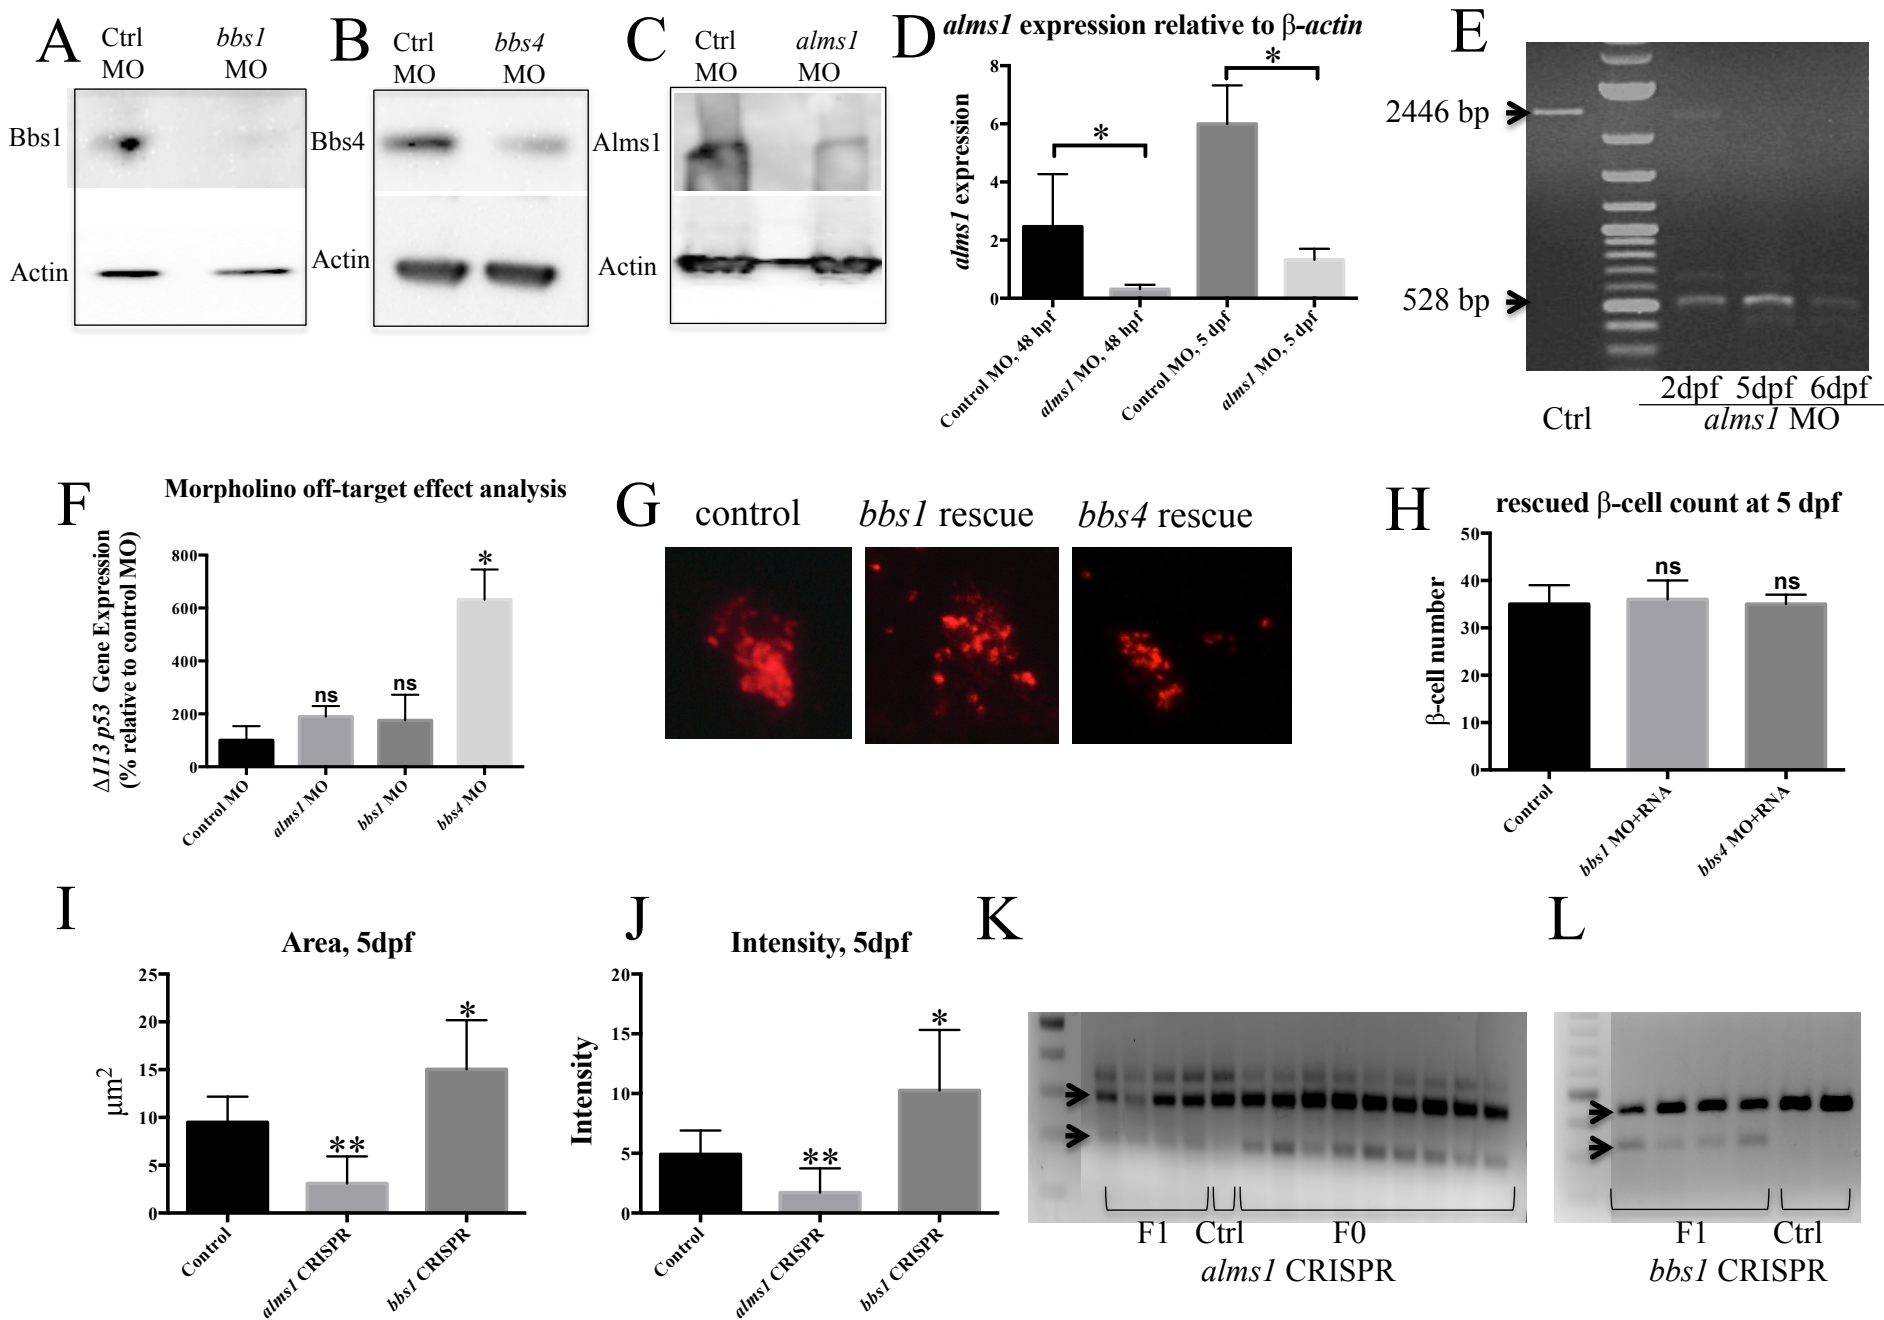 A
Ctrl
MO
bbs1
MO
Bbs1
Actin
B
Ctrl
MO
bbs4
MO
Bbs4
Actin
C
Ctrl
MO
alms1
MO
Alms1
Actin
D
alms1 expression relative to β-actin
alms1 expression
8
6
4
2
0
*
*
Control MO, 48 hpf
alms1 MO, 48 hpf
Control MO, 5 dpf
alms1 MO, 5 dpf
E
2446 bp
528 bp
2dpf 5dpf 6dpf
Ctrl
alms1 MO
F
Morpholino off-target effect analysis
Δ113 p53 Gene Expression
(% relative to control MO)
800
600
400
200
0
ns
ns
*
Control MO
alms1 MO
bbs1 MO
bbs4 MO
G
control
bbs1 rescue
bbs4 rescue
H
rescued β-cell count at 5 dpf
β-cell number
50
40
30
20
10
0
ns
ns
Control
bbs1 MO+RNA
bbs4 MO+RNA
I
Area, 5dpf
μm2
25
20
15
10
5
0
**
*
Control
alms1 CRISPR
bbs1 CRISPR
J
Intensity, 5dpf
Intensity
20
15
10
5
0
**
*
Control
alms1 CRISPR
bbs1 CRISPR
K
F1 Ctrl F0
alms1 CRISPR
L
F1 Ctrl
bbs1 CRISPR